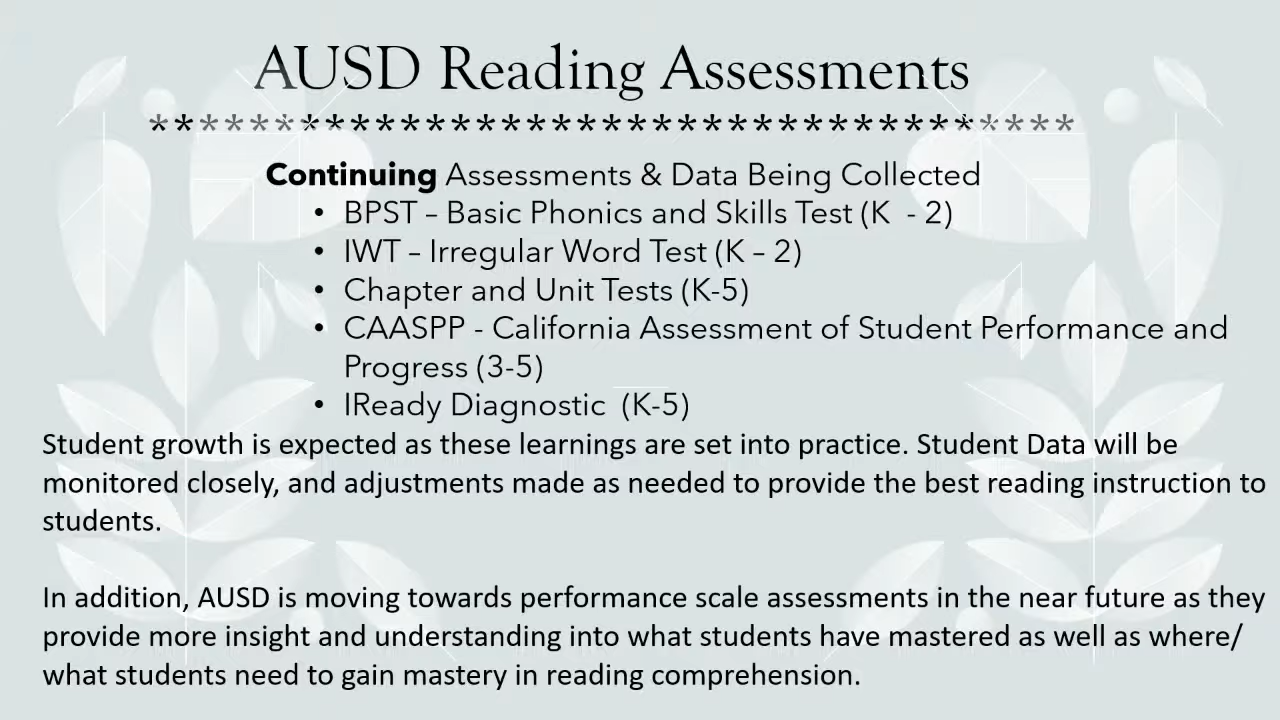 AUSD Reading Assessments
*************************************
Continuing Assessments & Data Being Collected
• BPST – Basic Phonics and Skills Test (K  - 2)
• IWT – Irregular Word Test (K – 2)
• Chapter and Unit Tests (K-5)
• CAASPP - California Assessment of Student Performance and
Progress (3-5)
• IReady Diagnostic  (K-5)
Student growth is expected as these learnings are set into practice. Student Data will be
monitored closely, and adjustments made as needed to provide the best reading instruction to
students.
In addition, AUSD is moving towards performance scale assessments in the near future as they
provide more insight and understanding into what students have mastered as well as where/
what students need to gain mastery in reading comprehension.